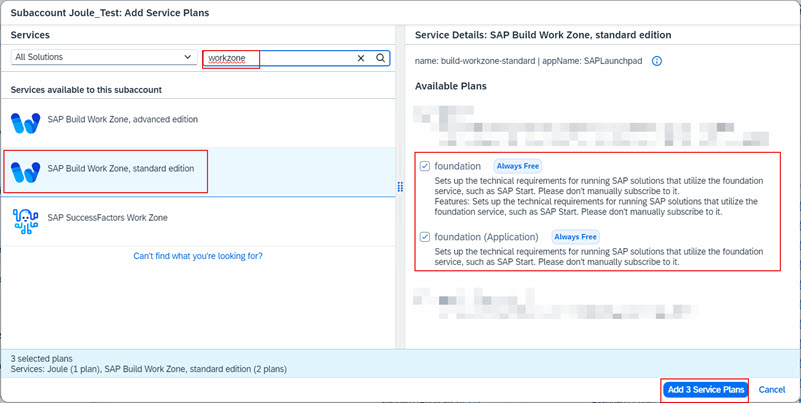 Subaccount Joule_Test: Add Service Plans
Services
All Solutions
workzone
Services available to this subaccount
SAP Build Work Zone, advanced edition
SAP Build Work Zone, standard edition
SAP SuccessFactors Work Zone
Can't find what you're looking for?
Service Details: SAP Build Work Zone, standard edition
name: build-workzone-standard | appName: SAPLaunchpad
Available Plans
foundation Always Free
Sets up the technical requirements for running SAP solutions that utilize the foundation
service, such as SAP Start. Please don't manually subscribe to it.
Features: Sets up the technical requirements for running SAP solutions that utilize the
foundation service, such as SAP Start. Please don't manually subscribe to it.
foundation (Application) Always Free
Sets up the technical requirements for running SAP solutions that utilize the foundation
service, such as SAP Start. Please don't manually subscribe to it.
3 selected plans
Services: Joule (1 plan), SAP Build Work Zone, standard edition (2 plans)
Add 3 Service Plans Cancel